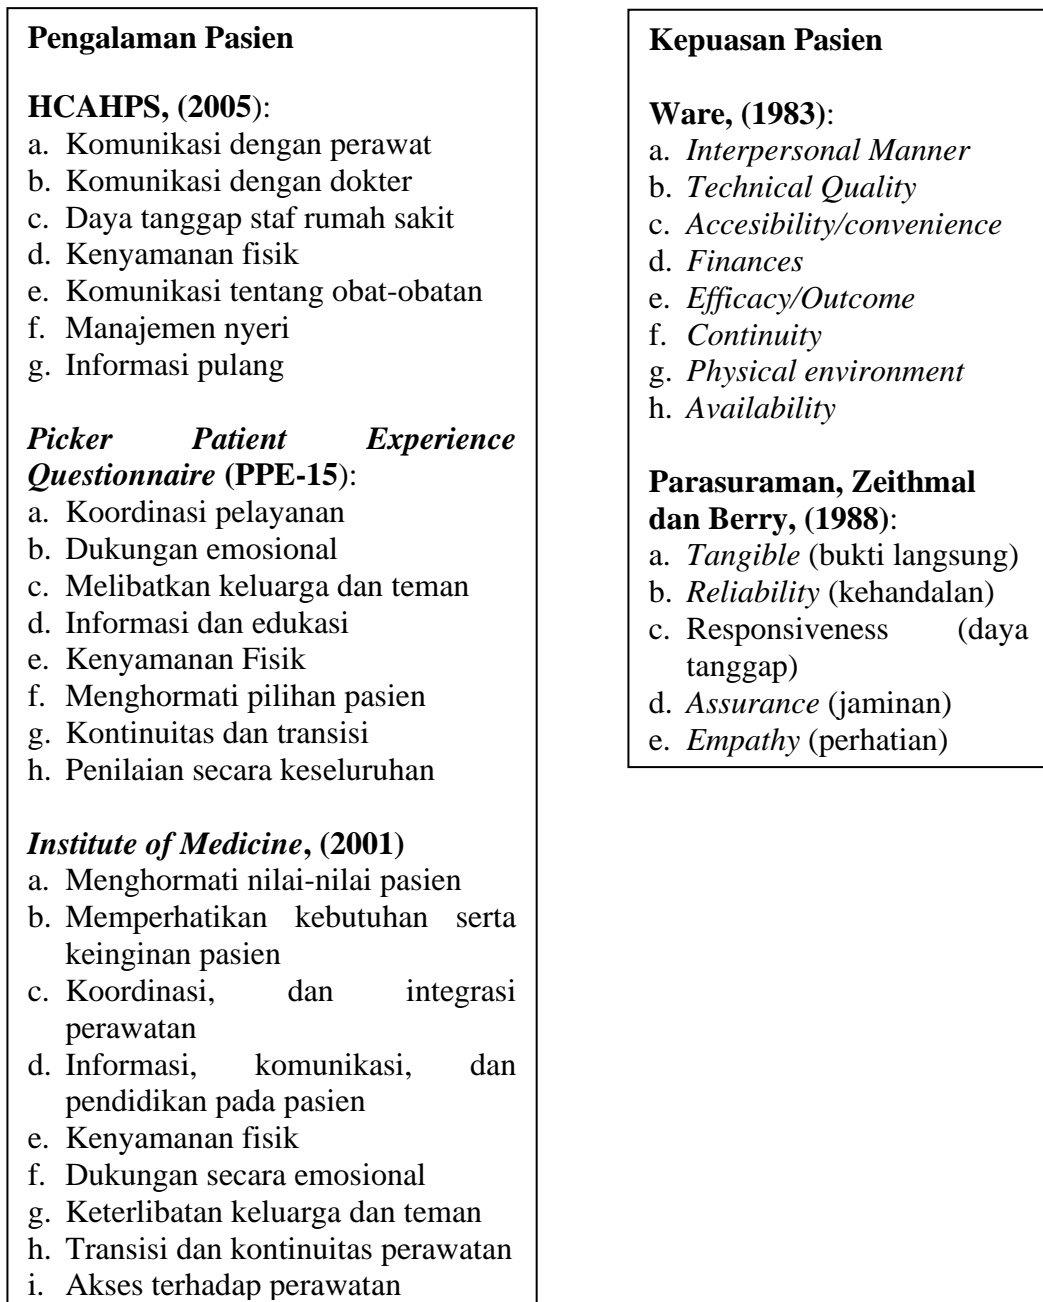 Pengalaman Pasien
HCAHPS, (2005):
a. Komunikasi dengan perawat
b. Komunikasi dengan dokter
c. Daya tanggap staf rumah sakit
d. Kenyamanan fisik
e. Komunikasi tentang obat-obatan
f. Manajemen nyeri
g. Informasi pulang
Picker Patient Experience
Questionnaire (PPE-15):
a. Koordinasi pelayanan
b. Dukungan emosional
c. Melibatkan keluarga dan teman
d. Informasi dan edukasi
e. Kenyamanan Fisik
f. Menghormati pilihan pasien
g. Kontinuitas dan transisi
h. Penilaian secara keseluruhan
Institute of Medicine, (2001)
a. Menghormati nilai-nilai pasien
b. Memperhatikan kebutuhan serta
keinginan pasien
c. Koordinasi, dan integrasi
perawatan
d. Informasi, komunikasi, dan
pendidikan pada pasien
e. Kenyamanan fisik
f. Dukungan secara emosional
g. Keterlibatan keluarga dan teman
h. Transisi dan kontinuitas perawatan
i. Akses terhadap perawatan
Kepuasan Pasien
Ware, (1983):
a. Interpersonal Manner
b. Technical Quality
c. Accesibility/convenience
d. Finances
e. Efficacy/Outcome
f. Continuity
g. Physical environment
h. Availability
Parasuraman, Zeithmal
dan Berry, (1988):
a. Tangible (bukti langsung)
b. Reliability (kehandalan)
c. Responsiveness (daya
tanggap)
d. Assurance (jaminan)
e. Empathy (perhatian)